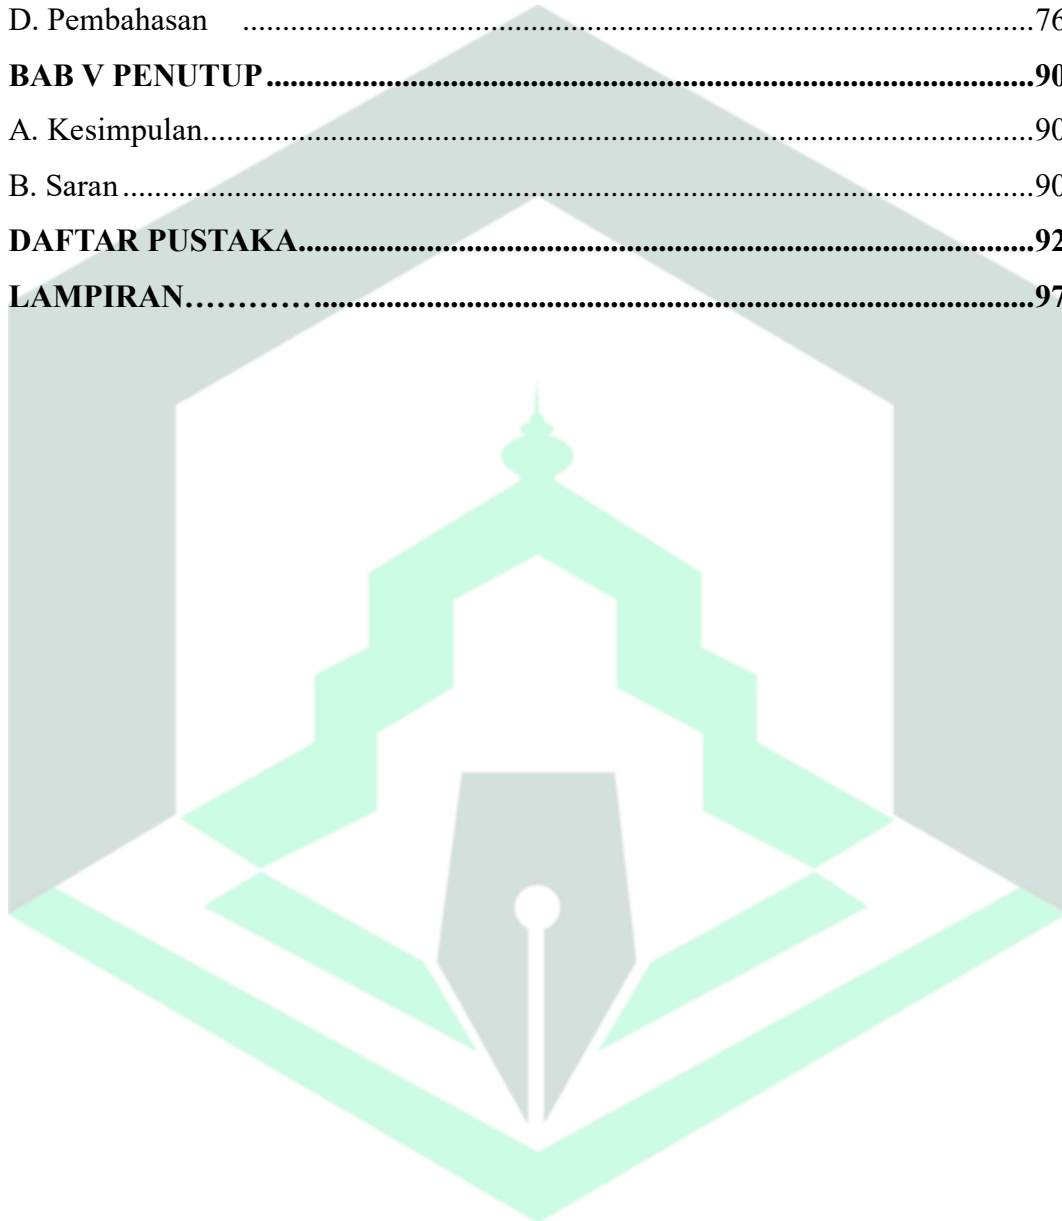 D. Pembahasan ....................................................................................................76
BAB V PENUTUP ................................................................................................90
A. Kesimpulan........................................................................................................90
B. Saran ..................................................................................................................90
DAFTAR PUSTAKA............................................................................................92
LAMPIRAN…………..........................................................................................97